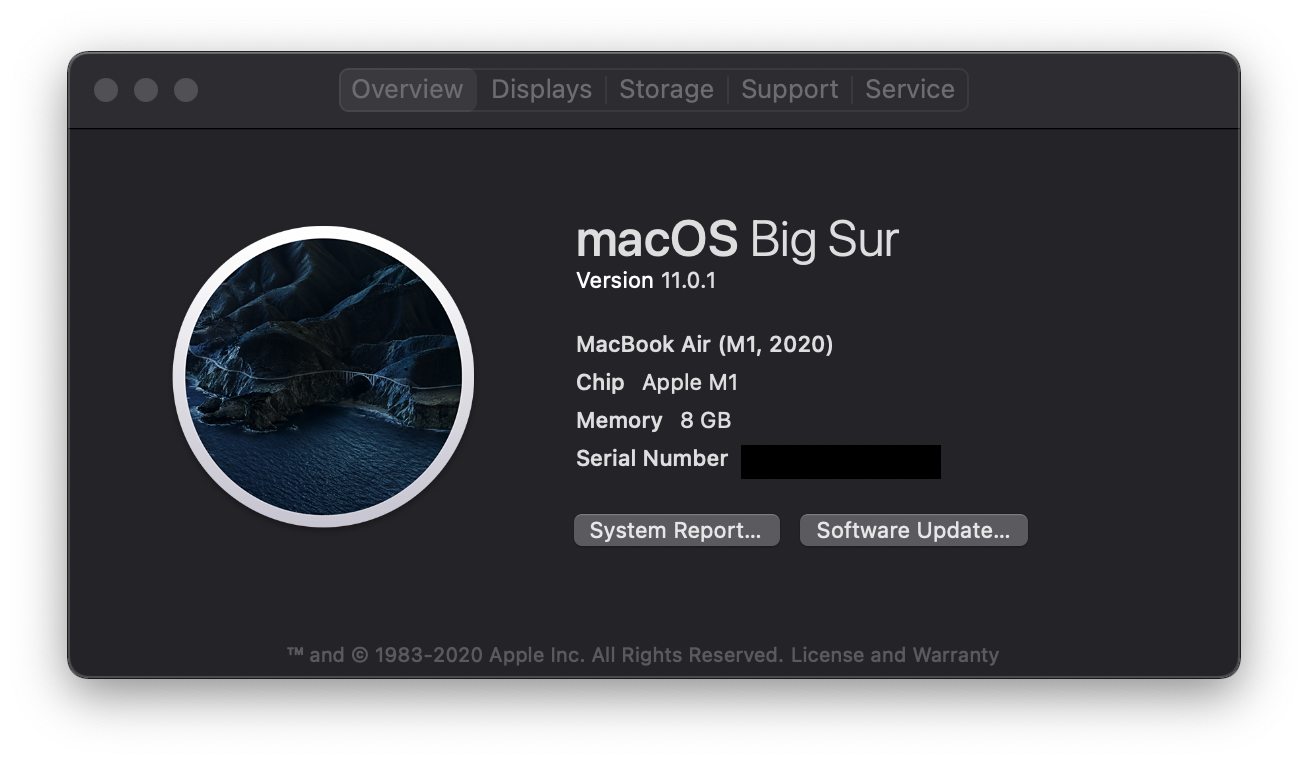 Overview Displays Storage Support Service
macOS Big Sur
Version 11.0.1
MacBook Air (M1, 2020)
Chip Apple M1
Memory 8 GB
Serial Number
System Report... Software Update...
™ and © 1983-2020 Apple Inc. All Rights Reserved. License and Warranty